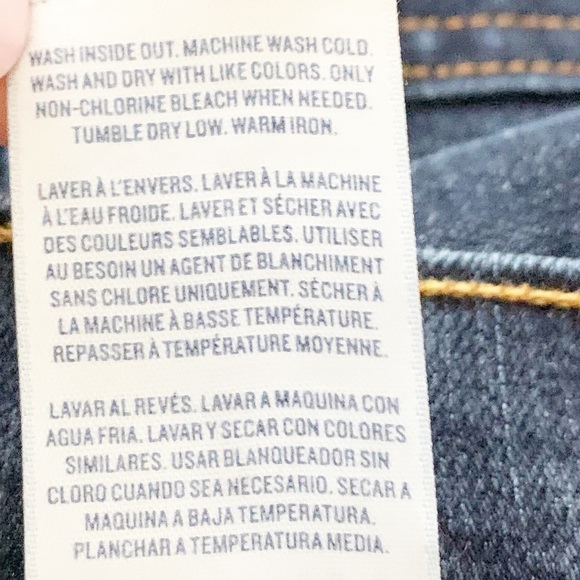 WASH INSIDE OUT. MACHINE WASH COLD.
WASH AND DRY WITH LIKE COLORS. ONLY
NON-CHLORINE BLEACH WHEN NEEDED.
TUMBLE DRY LOW. WARM IRON.
LAVER À L'ENVERS. LAVER À LA MACHINE
À L'EAU FROIDE. LAVER ET SÉCHER AVEC
DES COULEURS SEMBLABLES. UTILISER
AU BESOIN UN AGENT DE BLANCHIMENT
SANS CHLORE UNIQUEMENT. SÉCHER À
LA MACHINE À BASSE TEMPÉRATURE.
REPASSER À TEMPÉRATURE MOYENNE.
LAVAR AL REVÉS. LAVAR A MAQUINA CON
AGUA FRIA. LAVAR Y SECAR CON COLORES
SIMILARES. USAR BLANQUEADOR SIN
CLORO CUANDO SEA NECESARIO. SECAR A
MAQUINA A BAJA TEMPERATURA.
PLANCHAR A TEMPERATURA MEDIA.